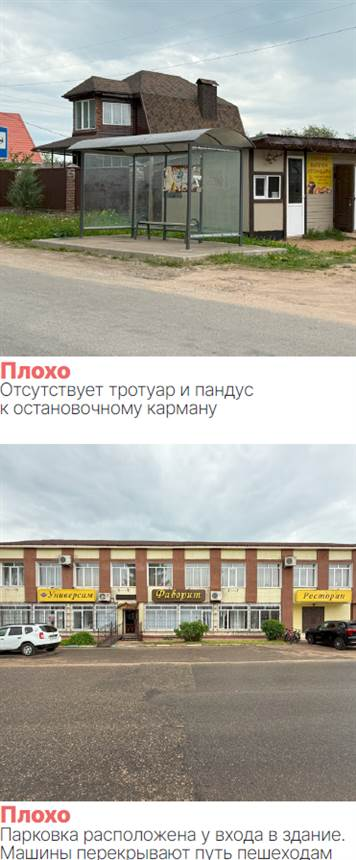 Плохо
Отсутствует тротуар и пандус
к остановочному карману
Универсам
Фаворит
Ресторан
Плохо
Парковка расположена у входа в здание.
Машины перекрывают путь пешеходам